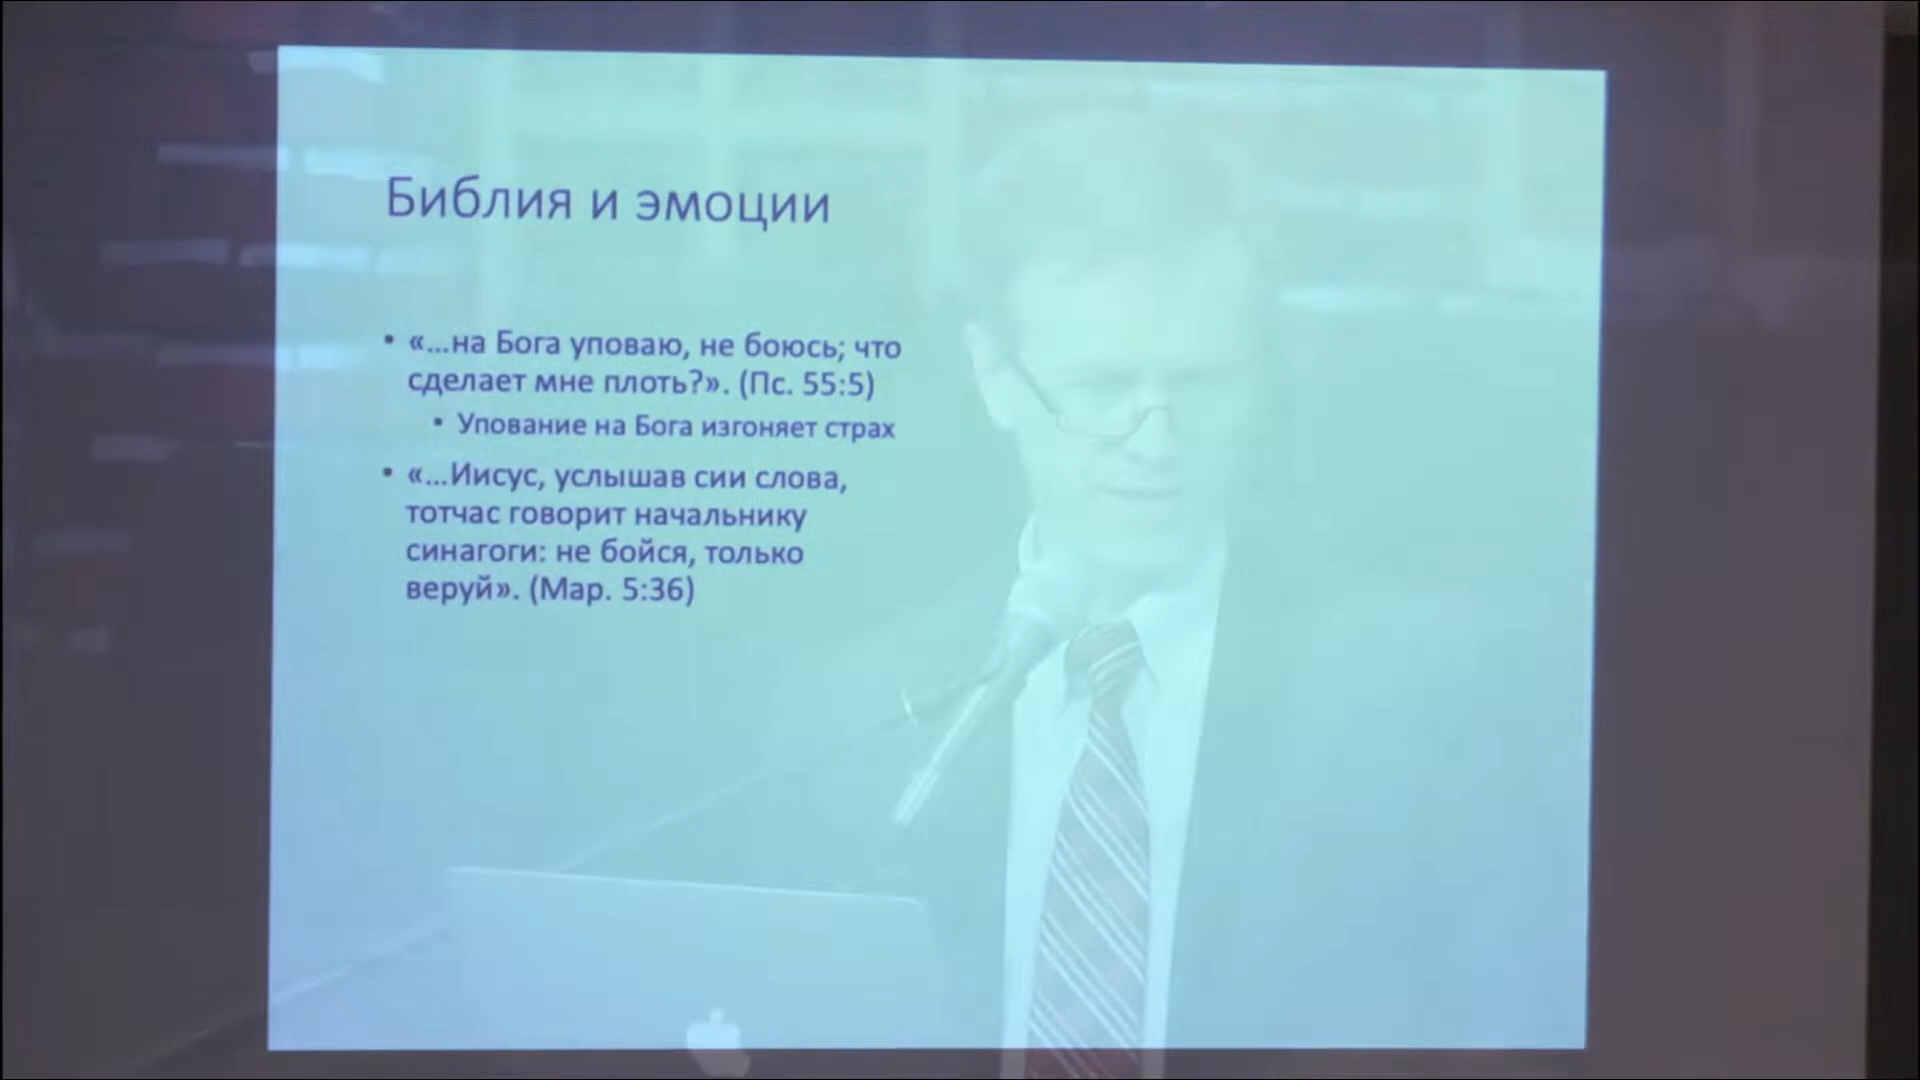 Библия и эмоции
• «...на Бога уповаю, не боюсь; что
сделает мне плоть?». (Пс. 55:5)
• Упование на Бога изгоняет страх
• «...Иисус, услышав сии слова,
тотчас говорит начальнику
синагоги: не бойся, только
веруй». (Мар. 5:36)